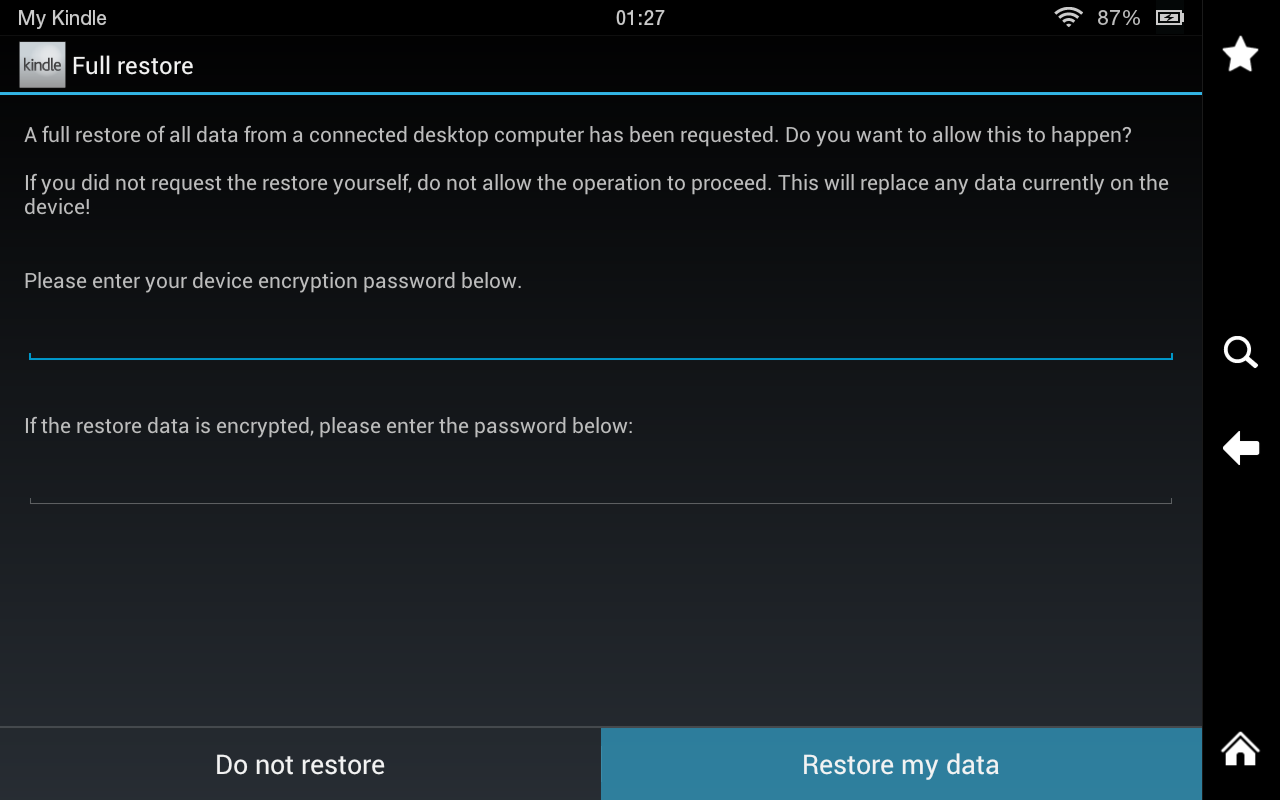 My Kindle 01:27 87%
kindle Full restore
A full restore of all data from a connected desktop computer has been requested. Do you want to allow this to happen?
If you did not request the restore yourself, do not allow the operation to proceed. This will replace any data currently on the
device!
Please enter your device encryption password below.
If the restore data is encrypted, please enter the password below:
Do not restore Restore my data